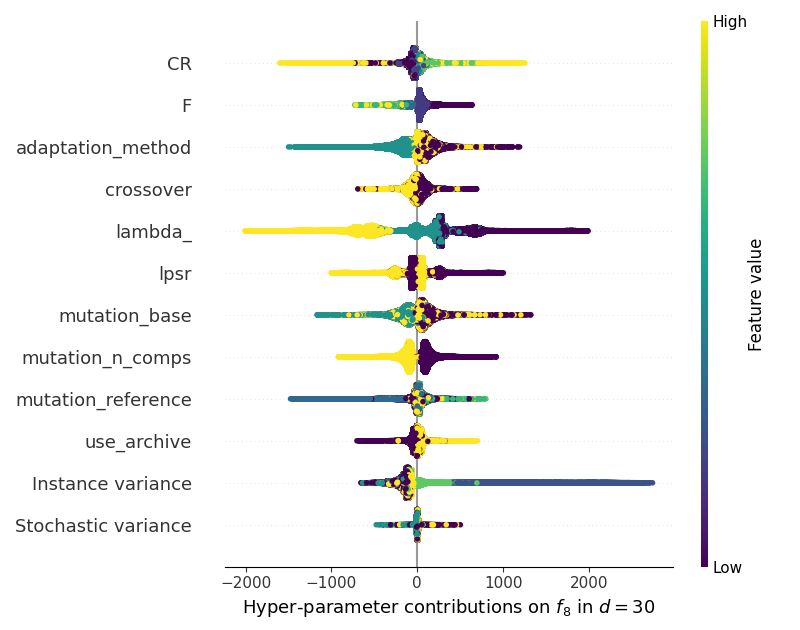 High
CR
F
adaptation_method
crossover
lambda_
lpsr
mutation_base
mutation_n_comps
mutation_reference
use_archive
Instance variance
Stochastic variance
Feature value
Low
−2000 −1000 0 1000 2000
Hyper-parameter contributions on f₈ in d = 30